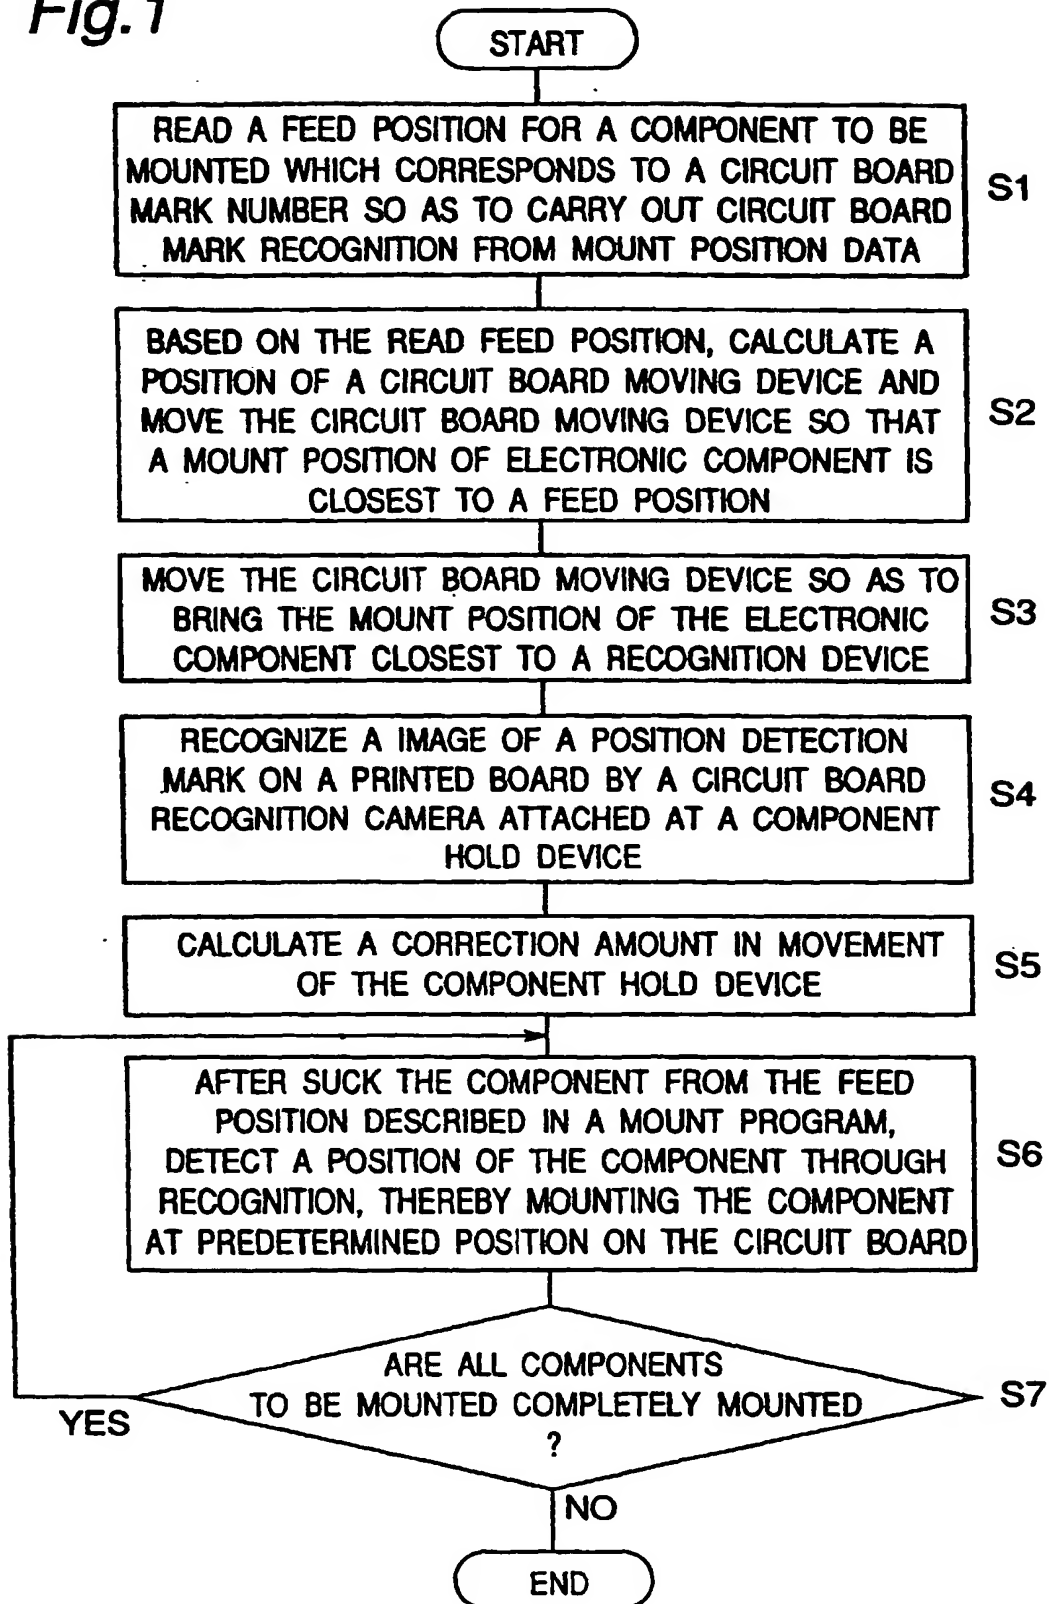 Fig.1
START
READ A FEED POSITION FOR A COMPONENT TO BE
MOUNTED WHICH CORRESPONDS TO A CIRCUIT BOARD
MARK NUMBER SO AS TO CARRY OUT CIRCUIT BOARD
MARK RECOGNITION FROM MOUNT POSITION DATA
S1
BASED ON THE READ FEED POSITION, CALCULATE A
POSITION OF A CIRCUIT BOARD MOVING DEVICE AND
MOVE THE CIRCUIT BOARD MOVING DEVICE SO THAT
A MOUNT POSITION OF ELECTRONIC COMPONENT IS
CLOSEST TO A FEED POSITION
S2
MOVE THE CIRCUIT BOARD MOVING DEVICE SO AS TO
BRING THE MOUNT POSITION OF THE ELECTRONIC
COMPONENT CLOSEST TO A RECOGNITION DEVICE
S3
RECOGNIZE A IMAGE OF A POSITION DETECTION
MARK ON A PRINTED BOARD BY A CIRCUIT BOARD
RECOGNITION CAMERA ATTACHED AT A COMPONENT
HOLD DEVICE
S4
CALCULATE A CORRECTION AMOUNT IN MOVEMENT
OF THE COMPONENT HOLD DEVICE
S5
AFTER SUCK THE COMPONENT FROM THE FEED
POSITION DESCRIBED IN A MOUNT PROGRAM,
DETECT A POSITION OF THE COMPONENT THROUGH
RECOGNITION, THEREBY MOUNTING THE COMPONENT
AT PREDETERMINED POSITION ON THE CIRCUIT BOARD
S6
ARE ALL COMPONENTS
TO BE MOUNTED COMPLETELY MOUNTED
?
S7
YES
NO
END